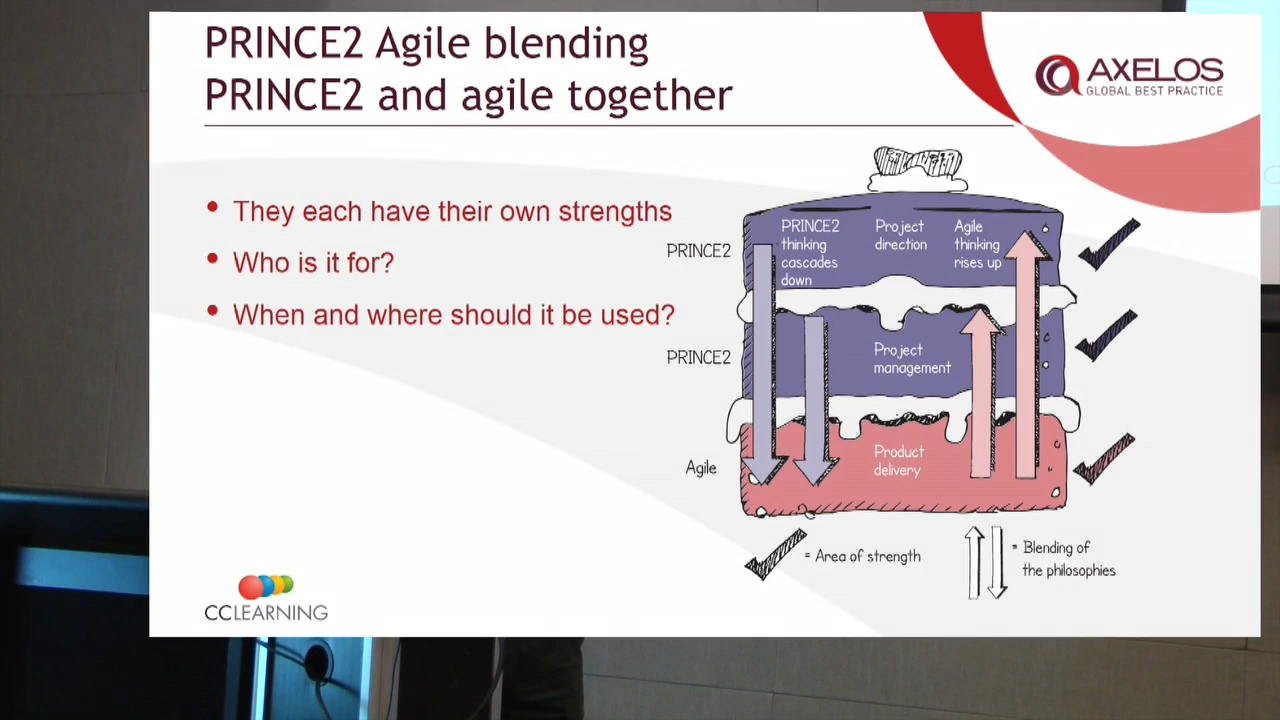 PRINCE2 Agile blending
PRINCE2 and agile together
AXELOS
GLOBAL BEST PRACTICE
• They each have their own strengths
• Who is it for?
• When and where should it be used?
PRINCE2
PRINCE2
thinking
cascades
down
Project
direction
Agile
thinking
rises up
PRINCE2
Project
management
Agile
Product
delivery
= Area of strength
= Blending of
the philosophies
CCLEARNING